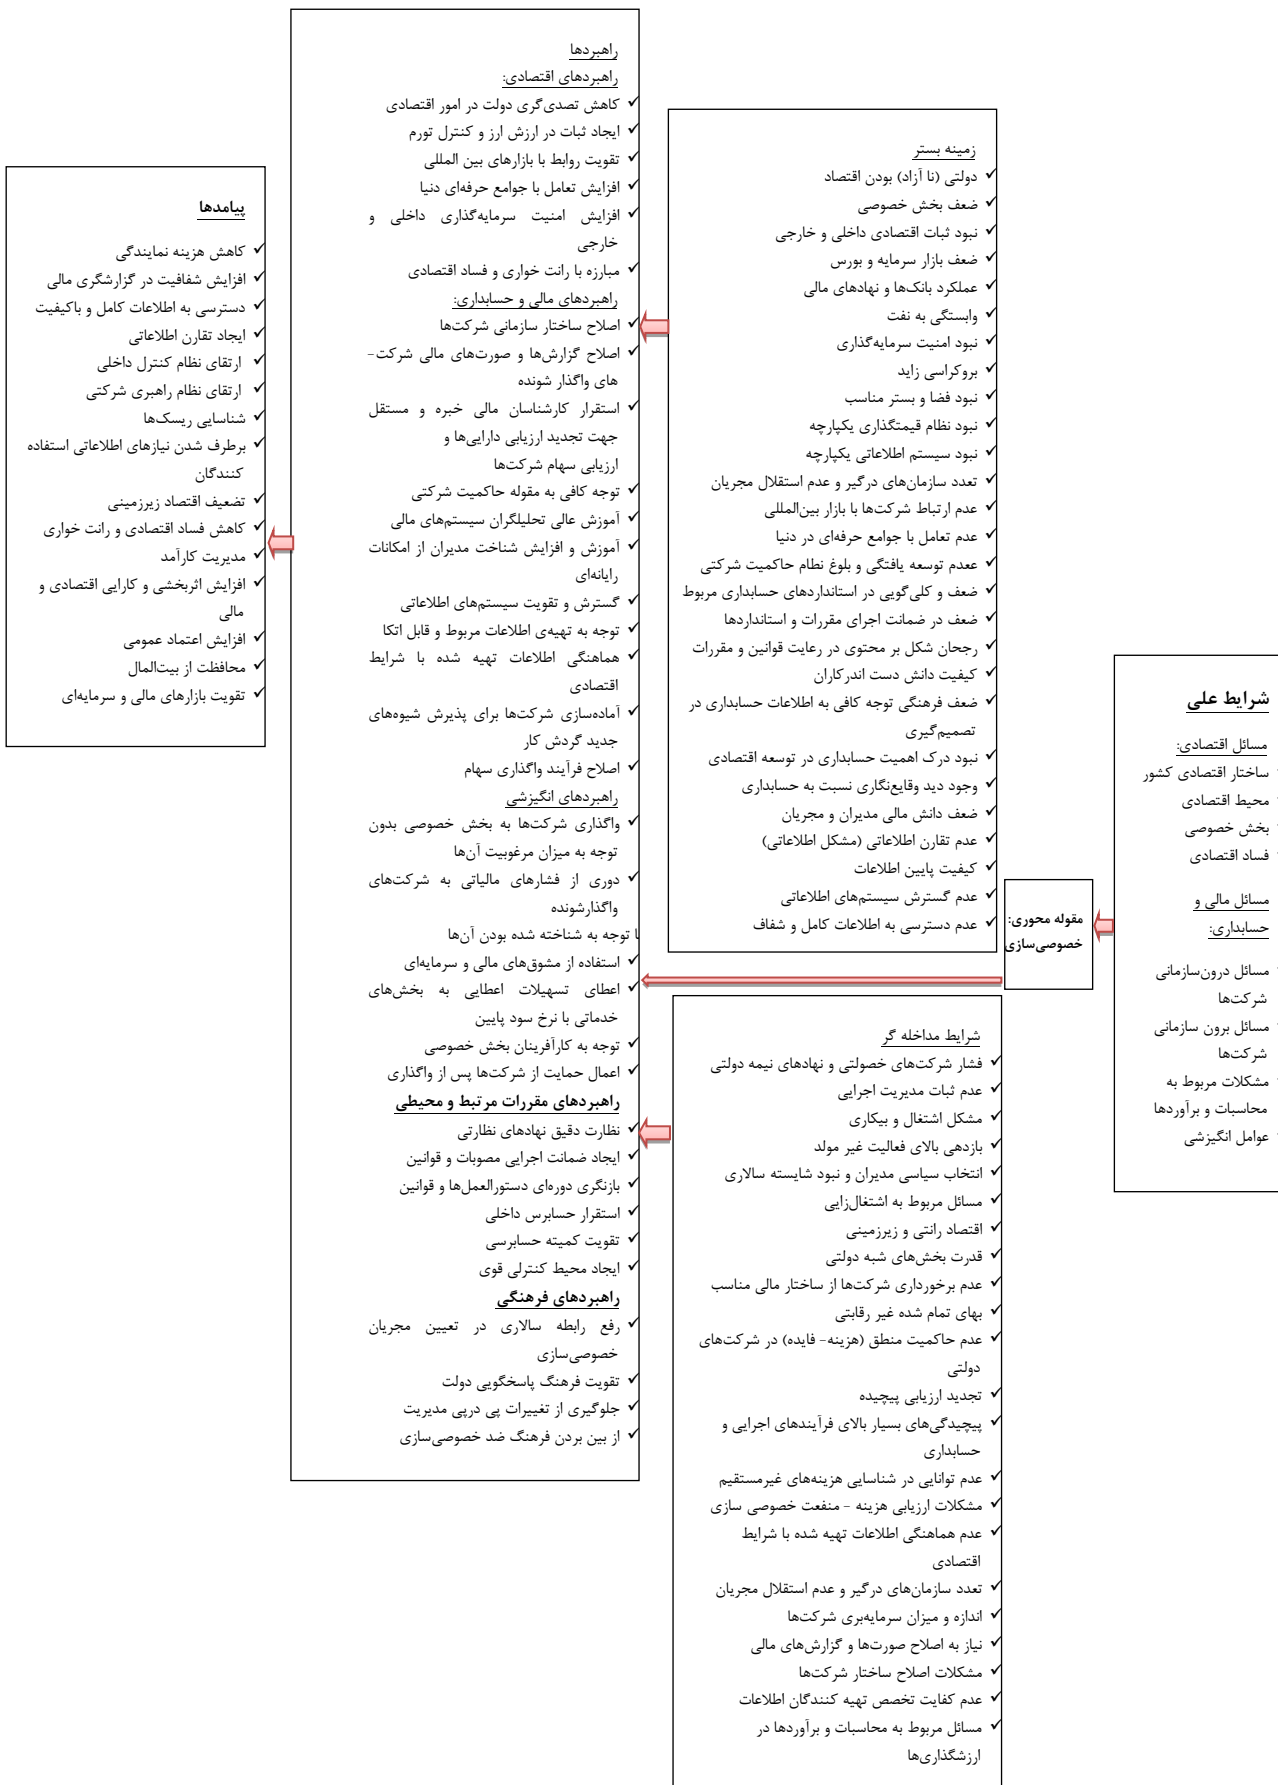 شرایط علی
مسائل اقتصادی:
ساختار اقتصادی کشور
محیط اقتصادی
بخش خصوصی
فساد اقتصادی
مسائل مالی و
حسابداری:
مسائل درون‌سازمانی
شرکت‌ها
مسائل برون سازمانی
شرکت‌ها
مشکلات مربوط به
محاسبات و برآوردها
عوامل انگیزشی
مقوله محوری:
خصوصی‌سازی
زمینه بستر
✓ دولتی (نا آزاد) بودن اقتصاد
✓ ضعف بخش خصوصی
✓ نبود ثبات اقتصادی داخلی و خارجی
✓ ضعف بازار سرمایه و بورس
✓ عملکرد بانک‌ها و نهادهای مالی
✓ وابستگی به نفت
✓ نبود امنیت سرمایه‌گذاری
✓ بروکراسی زاید
✓ نبود فضا و بستر مناسب
✓ نبود نظام قیمتگذاری یکپارچه
✓ نبود سیستم اطلاعاتی یکپارچه
✓ تعدد سازمان‌های درگیر و عدم استقلال مجریان
✓ عدم ارتباط شرکت‌ها با بازار بین‌المللی
✓ عدم تعامل با جوامع حرفه‌ای در دنیا
✓ ععدم توسعه یافتگی و بلوغ نطام حاکمیت شرکتی
✓ ضعف و کلی‌گویی در استانداردهای حسابداری مربوط
✓ ضعف در ضمانت اجرای مقررات و استانداردها
✓ رجحان شکل بر محتوی در رعایت قوانین و مقررات
✓ کیفیت دانش دست اندرکاران
✓ ضعف فرهنگی توجه کافی به اطلاعات حسابداری در
تصمیم‌گیری
✓ نبود درک اهمیت حسابداری در توسعه اقتصادی
✓ وجود دید وقایع‌نگاری نسبت به حسابداری
✓ ضعف دانش مالی مدیران و مجریان
✓ عدم تقارن اطلاعاتی (مشکل اطلاعاتی)
✓ کیفیت پایین اطلاعات
✓ عدم گسترش سیستم‌های اطلاعاتی
✓ عدم دسترسی به اطلاعات کامل و شفاف
شرایط مداخله گر
✓ فشار شرکت‌های خصولتی و نهادهای نیمه دولتی
✓ عدم ثبات مدیریت اجرایی
✓ مشکل اشتغال و بیکاری
✓ بازدهی بالای فعالیت غیر مولد
✓ انتخاب سیاسی مدیران و نبود شایسته سالاری
✓ مسائل مربوط به اشتغال‌زایی
✓ اقتصاد رانتی و زیرزمینی
✓ قدرت بخش‌های شبه دولتی
✓ عدم برخورداری شرکت‌ها از ساختار مالی مناسب
✓ بهای تمام شده غیر رقابتی
✓ عدم حاکمیت منطق (هزینه- فایده) در شرکت‌های
دولتی
✓ تجدید ارزیابی پیچیده
✓ پیچیدگی‌های بسیار بالای فرآیندهای اجرایی و
حسابداری
✓ عدم توانایی در شناسایی هزینه‌های غیرمستقیم
✓ مشکلات ارزیابی هزینه – منفعت خصوصی سازی
✓ عدم هماهنگی اطلاعات تهیه شده با شرایط
اقتصادی
✓ تعدد سازمان‌های درگیر و عدم استقلال مجریان
✓ اندازه و میزان سرمایه‌بری شرکت‌ها
✓ نیاز به اصلاح صورت‌ها و گزارش‌های مالی
✓ مشکلات اصلاح ساختار شرکت‌ها
✓ عدم کفایت تخصص تهیه کنندگان اطلاعات
✓ مسائل مربوط به محاسبات و برآوردها در
ارزشگذاری‌ها
راهبردها
راهبردهای اقتصادی:
✓ کاهش تصدی‌گری دولت در امور اقتصادی
✓ ایجاد ثبات در ارزش ارز و کنترل تورم
✓ تقویت روابط با بازارهای بین المللی
✓ افزایش تعامل با جوامع حرفه‌ای دنیا
✓ افزایش امنیت سرمایه‌گذاری داخلی و
خارجی
✓ مبارزه با رانت خواری و فساد اقتصادی
راهبردهای مالی و حسابداری:
✓ اصلاح ساختار سازمانی شرکت‌ها
✓ اصلاح گزارش‌ها و صورت‌های مالی شرکت-
های واگذار شونده
✓ استقرار کارشناسان مالی خبره و مستقل
جهت تجدید ارزیابی دارایی‌ها و
ارزیابی سهام شرکت‌ها
✓ توجه کافی به مقوله حاکمیت شرکتی
✓ آموزش عالی تحلیلگران سیستم‌های مالی
✓ آموزش و افزایش شناخت مدیران از امکانات
رایانه‌ای
✓ گسترش و تقویت سیستم‌های اطلاعاتی
✓ توجه به تهیه‌ی اطلاعات مربوط و قابل اتکا
✓ هماهنگی اطلاعات تهیه شده با شرایط
اقتصادی
✓ آماده‌سازی شرکت‌ها برای پذیرش شیوه‌های
جدید گردش کار
✓ اصلاح فرآیند واگذاری سهام
راهبردهای انگیزشی
✓ واگذاری شرکت‌ها به بخش خصوصی بدون
توجه به میزان مرغوبیت آن‌ها
✓ دوری از فشارهای مالیاتی به شرکت‌های
واگذارشونده
توجه به شناخته شده بودن آن‌ها
✓ استفاده از مشوق‌های مالی و سرمایه‌ای
✓ اعطای تسهیلات اعطایی به بخش‌های
خدماتی با نرخ سود پایین
✓ توجه به کارآفرینان بخش خصوصی
✓ اعمال حمایت از شرکت‌ها پس از واگذاری
راهبردهای مقررات مرتبط و محیطی
✓ نظارت دقیق نهادهای نظارتی
✓ ایجاد ضمانت اجرایی مصوبات و قوانین
✓ بازنگری دوره‌ای دستورالعمل‌ها و قوانین
✓ استقرار حسابرس داخلی
✓ تقویت کمیته حسابرسی
✓ ایجاد محیط کنترلی قوی
راهبردهای فرهنگی
✓ رفع رابطه سالاری در تعیین مجریان
خصوصی‌سازی
✓ تقویت فرهنگ پاسخگویی دولت
✓ جلوگیری از تغییرات پی درپی مدیریت
✓ از بین بردن فرهنگ ضد خصوصی‌سازی
پیامدها
✓ کاهش هزینه نمایندگی
✓ افزایش شفافیت در گزارشگری مالی
✓ دسترسی به اطلاعات کامل و باکیفیت
✓ ایجاد تقارن اطلاعاتی
✓ ارتقای نظام کنترل داخلی
✓ ارتقای نظام راهبری شرکتی
✓ شناسایی ریسک‌ها
✓ برطرف شدن نیازهای اطلاعاتی استفاده
کنندگان
✓ تضعیف اقتصاد زیرزمینی
✓ کاهش فساد اقتصادی و رانت خواری
✓ مدیریت کارآمد
✓ افزایش اثربخشی و کارایی اقتصادی و
مالی
✓ افزایش اعتماد عمومی
✓ محافظت از بیت‌المال
✓ تقویت بازارهای مالی و سرمایه‌ای